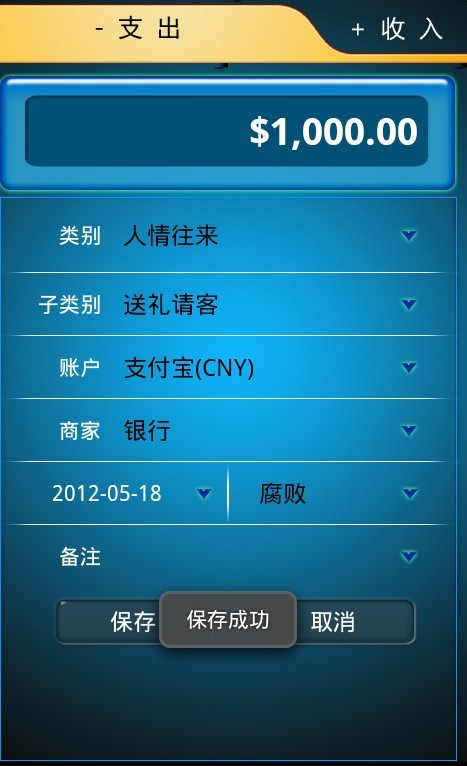 - 支 出 + 收 入
$1,000.00
类别 人情往来
子类别 送礼请客
账户 支付宝(CNY)
商家 银行
2012-05-18 腐败
备注
保存 保存成功 取消